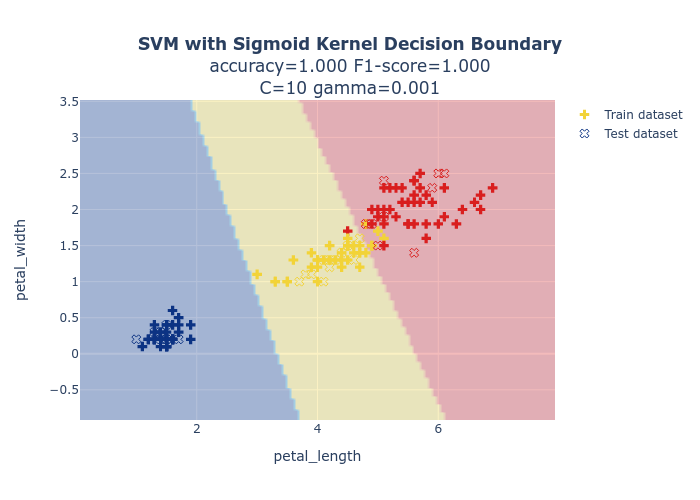 SVM with Sigmoid Kernel Decision Boundary
accuracy=1.000 F1-score=1.000
C=10 gamma=0.001
Train dataset
Test dataset
3.5
3
2.5
2
1.5
1
0.5
0
−0.5
petal_width
2
4
6
petal_length